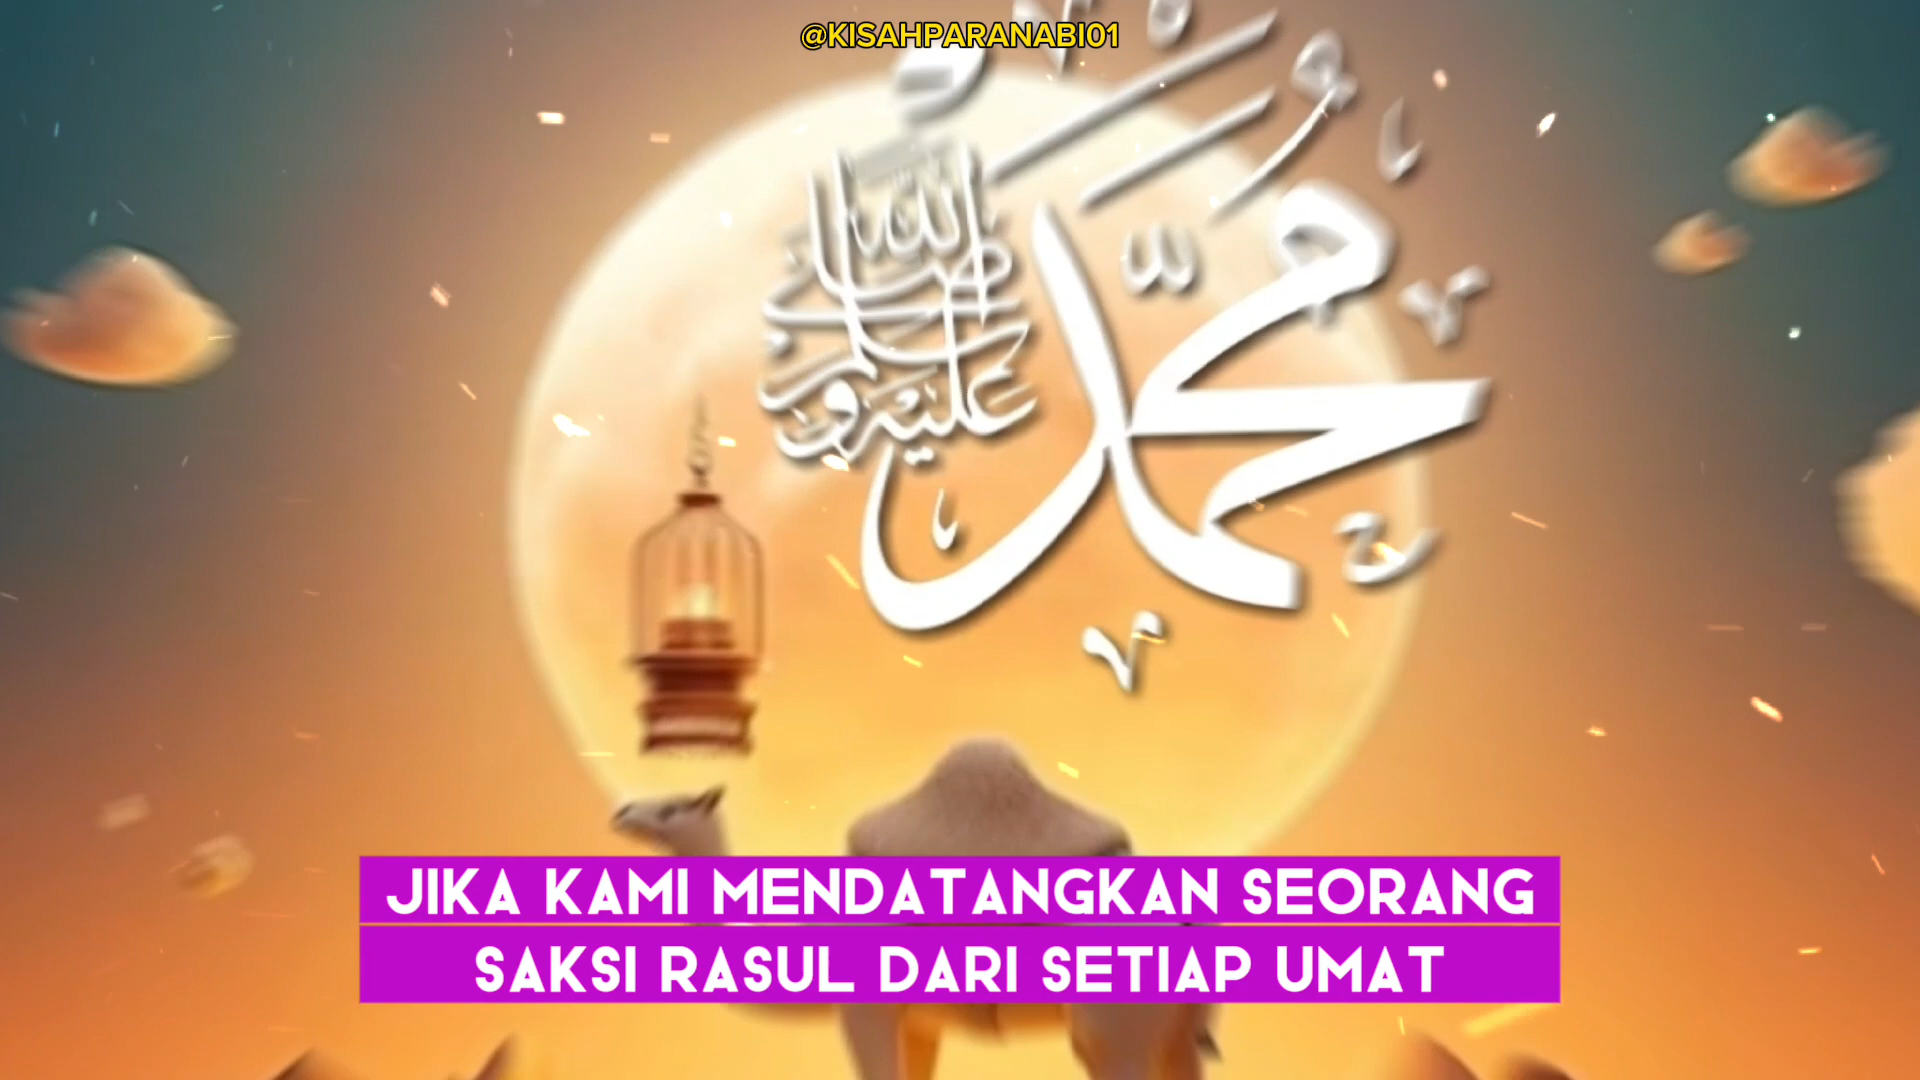 @KISAHPARANABI01
محمد
صلى الله
عليه وسلم
JIKA KAMI MENDATANGKAN SEORANG
SAKSI RASUL DARI SETIAP UMAT